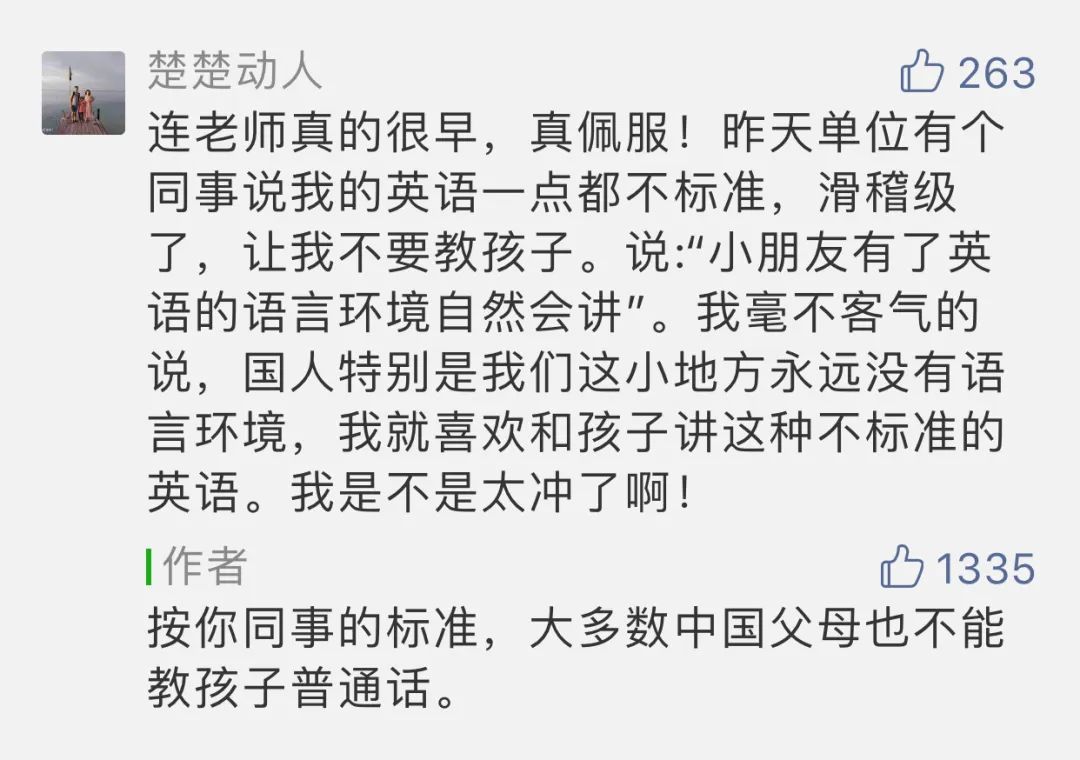 楚楚动人
263
连老师真的很早，真佩服！昨天单位有个
同事说我的英语一点都不标准，滑稽级
了，让我不要教孩子。说:“小朋友有了英
语的语言环境自然会讲”。我毫不客气的
说，国人特别是我们这小地方永远没有语
言环境，我就喜欢和孩子讲这种不标准的
英语。我是不是太冲了啊！
作者
1335
按你同事的标准，大多数中国父母也不能
教孩子普通话。